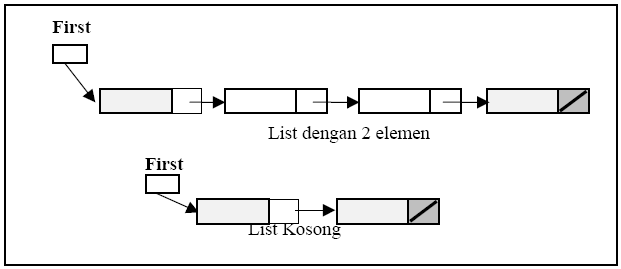 First
List dengan 2 elemen
First
List Kosong